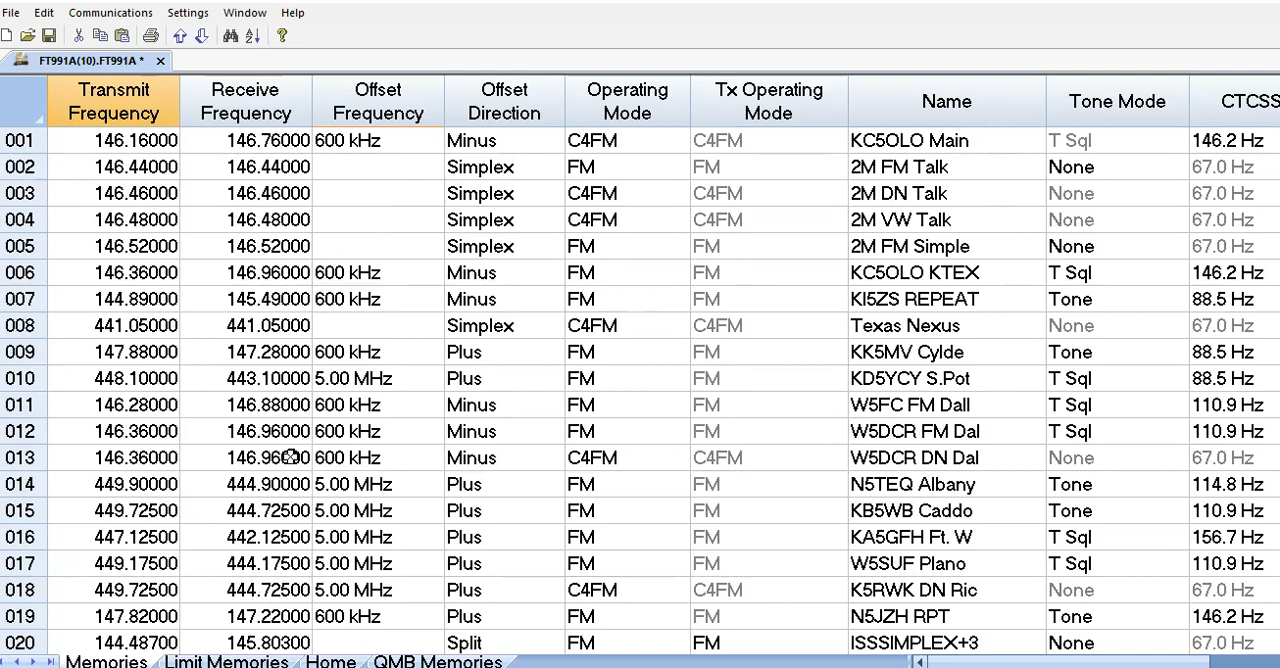 File Edit Communications Settings Window Help
FT991A(10).FT991A *
Transmit Frequency Receive Frequency Offset Frequency Offset Direction Operating Mode Tx Operating Mode Name Tone Mode CTCSS
001 146.16000 146.76000 600 kHz Minus C4FM C4FM KC5OLO Main T Sql 146.2 Hz
002 146.44000 146.44000 Simplex FM FM 2M FM Talk None 67.0 Hz
003 146.46000 146.46000 Simplex C4FM C4FM 2M DN Talk None 67.0 Hz
004 146.48000 146.48000 Simplex C4FM C4FM 2M VW Talk None 67.0 Hz
005 146.52000 146.52000 Simplex FM FM 2M FM Simple None 67.0 Hz
006 146.36000 146.96000 600 kHz Minus FM FM KC5OLO KTEX T Sql 146.2 Hz
007 144.89000 145.49000 600 kHz Minus FM FM KI5ZS REPEAT Tone 88.5 Hz
008 441.05000 441.05000 Simplex C4FM C4FM Texas Nexus None 67.0 Hz
009 147.88000 147.28000 600 kHz Plus FM FM KK5MV Cylde Tone 88.5 Hz
010 448.10000 443.10000 5.00 MHz Plus FM FM KD5YCY S.Pot T Sql 88.5 Hz
011 146.28000 146.88000 600 kHz Minus FM FM W5FC FM Dall T Sql 110.9 Hz
012 146.36000 146.96000 600 kHz Minus FM FM W5DCR FM Dal T Sql 110.9 Hz
013 146.36000 146.96000 600 kHz Minus C4FM C4FM W5DCR DN Dal None 67.0 Hz
014 449.90000 444.90000 5.00 MHz Plus FM FM N5TEQ Albany Tone 114.8 Hz
015 449.72500 444.72500 5.00 MHz Plus FM FM KB5WB Caddo Tone 110.9 Hz
016 447.12500 442.12500 5.00 MHz Plus FM FM KA5GFH Ft. W T Sql 156.7 Hz
017 449.17500 444.17500 5.00 MHz Plus FM FM W5SUF Plano T Sql 110.9 Hz
018 449.72500 444.72500 5.00 MHz Plus C4FM C4FM K5RWK DN Ric None 67.0 Hz
019 147.82000 147.22000 600 kHz Plus FM FM N5JZH RPT Tone 146.2 Hz
020 144.48700 145.80300 Split FM FM ISSSIMPLEX+3 None 67.0 Hz
Memories Limit Memories Home QMB Memories